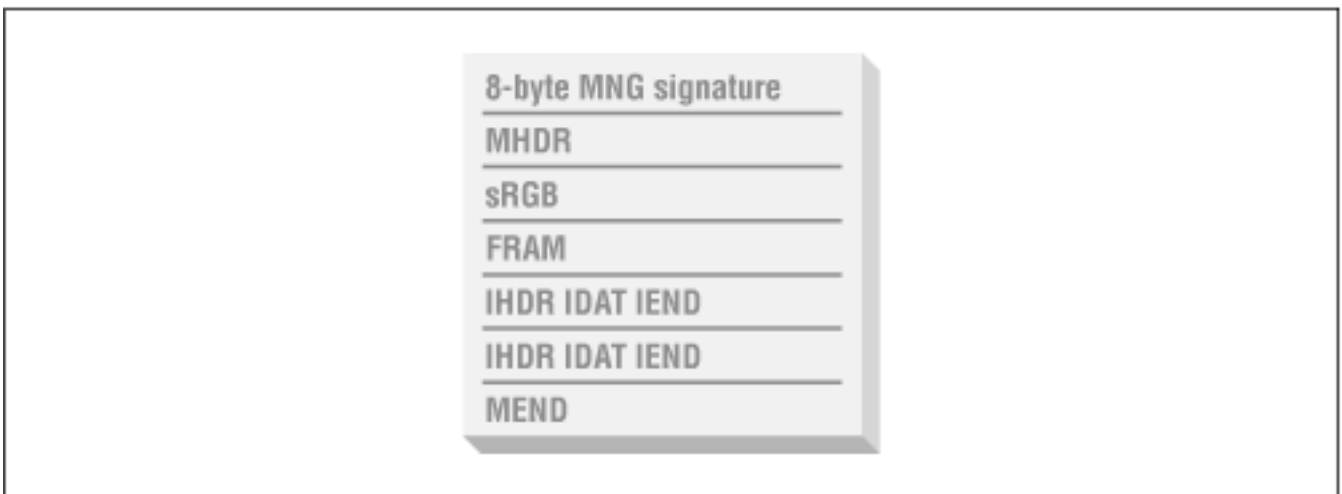 8-byte MNG signature
MHDR
sRGB
FRAM
IHDR IDAT IEND
IHDR IDAT IEND
MEND